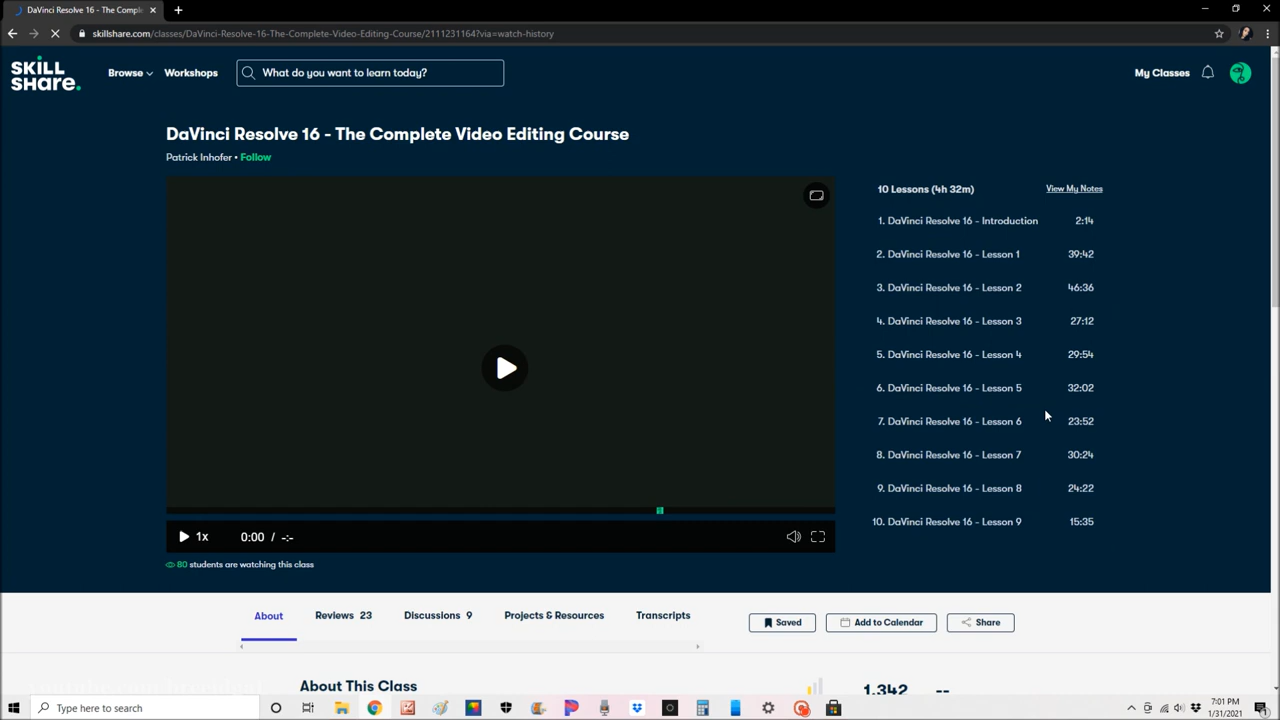 DaVinci Resolve 16 - The Comple
skillshare.com/classes/DaVinci-Resolve-16-The-Complete-Video-Editing-Course/2111231164?via=watch-history
SKILL
SHARE.
Browse
Workshops
What do you want to learn today?
My Classes
DaVinci Resolve 16 - The Complete Video Editing Course
Patrick Inhofer • Follow
10 Lessons (4h 32m)
View My Notes
1. DaVinci Resolve 16 - Introduction 2:14
2. DaVinci Resolve 16 - Lesson 1 39:42
3. DaVinci Resolve 16 - Lesson 2 46:36
4. DaVinci Resolve 16 - Lesson 3 27:12
5. DaVinci Resolve 16 - Lesson 4 29:54
6. DaVinci Resolve 16 - Lesson 5 32:02
7. DaVinci Resolve 16 - Lesson 6 23:52
8. DaVinci Resolve 16 - Lesson 7 30:24
9. DaVinci Resolve 16 - Lesson 8 24:22
10. DaVinci Resolve 16 - Lesson 9 15:35
1x 0:00 / -:-
80 students are watching this class
About
Reviews 23
Discussions 9
Projects & Resources
Transcripts
Saved
Add to Calendar
Share
About This Class
1,342 --
Type here to search
7:01 PM
1/31/2021